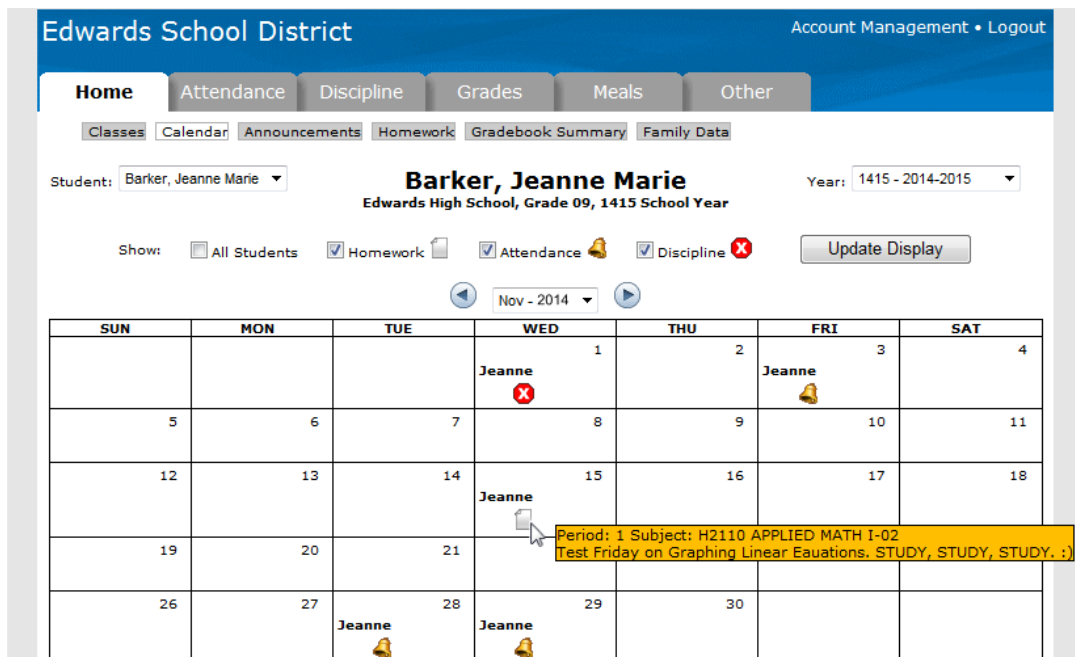 Edwards School District
Account Management • Logout
Home Attendance Discipline Grades Meals Other
Classes Calendar Announcements Homework Gradebook Summary Family Data
Student: Barker, Jeanne Marie
Barker, Jeanne Marie
Year: 1415 - 2014-2015
Edwards High School, Grade 09, 1415 School Year
Show: All Students Homework Attendance Discipline Update Display
Nov - 2014
SUN MON TUE WED THU FRI SAT
1 2 3 4
Jeanne Jeanne
5 6 7 8 9 10 11
12 13 14 15 16 17 18
Jeanne
Period: 1 Subject: H2110 APPLIED MATH I-02
Test Friday on Graphing Linear Eauations. STUDY, STUDY, STUDY. :)
19 20 21
26 27 28 29 30
Jeanne Jeanne